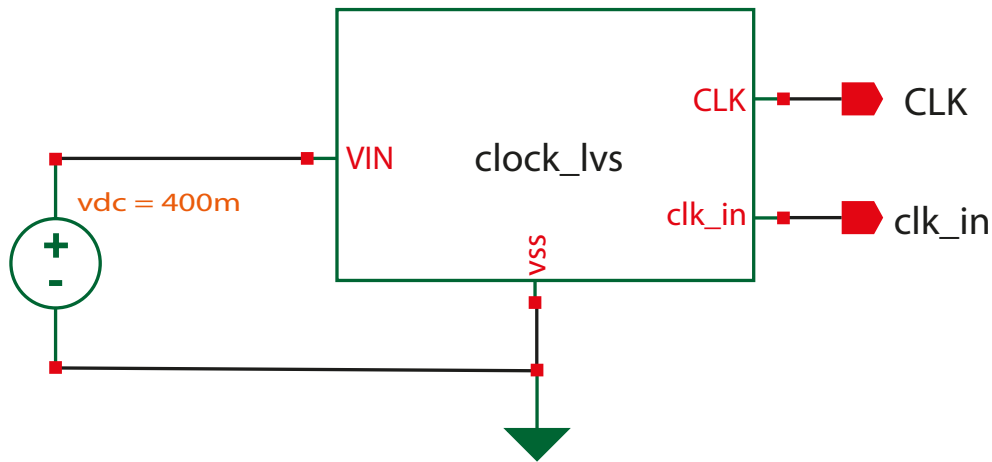 CLK
CLK
VIN
clock_lvs
vdc = 400m
clk_in
clk_in
vss
+
-